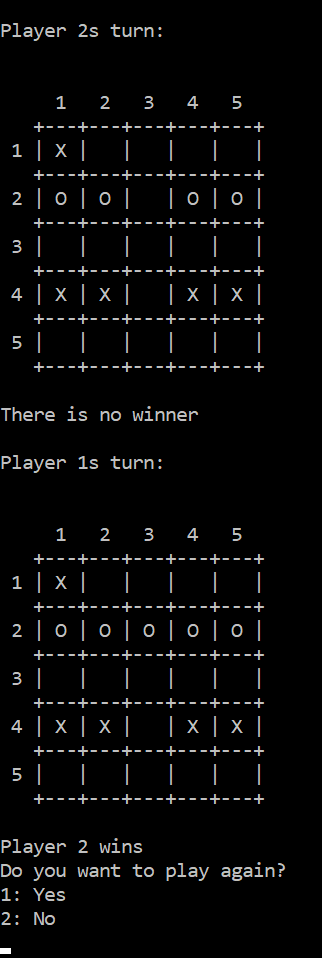 Player 2s turn:
    1   2   3   4   5
  +---+---+---+---+---+
1 | X |   |   |   |   |
  +---+---+---+---+---+
2 | O | O |   | O | O |
  +---+---+---+---+---+
3 |   |   |   |   |   |
  +---+---+---+---+---+
4 | X | X |   | X | X |
  +---+---+---+---+---+
5 |   |   |   |   |   |
  +---+---+---+---+---+
There is no winner
Player 1s turn:
    1   2   3   4   5
  +---+---+---+---+---+
1 | X |   |   |   |   |
  +---+---+---+---+---+
2 | O | O | O | O | O |
  +---+---+---+---+---+
3 |   |   |   |   |   |
  +---+---+---+---+---+
4 | X | X |   | X | X |
  +---+---+---+---+---+
5 |   |   |   |   |   |
  +---+---+---+---+---+
Player 2 wins
Do you want to play again?
1: Yes
2: No